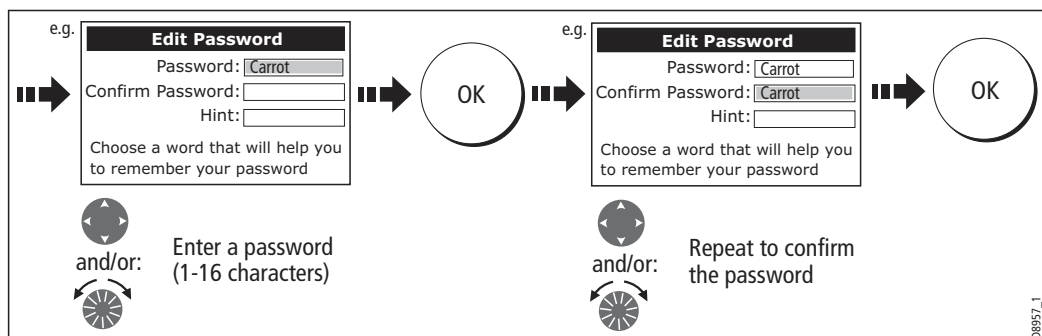 e.g.
Edit Password
Password: Carrot
Confirm Password:
Hint:
Choose a word that will help you
to remember your password
OK
and/or:
Enter a password
(1-16 characters)
e.g.
Edit Password
Password: Carrot
Confirm Password: Carrot
Hint:
Choose a word that will help you
to remember your password
OK
and/or:
Repeat to confirm
the password